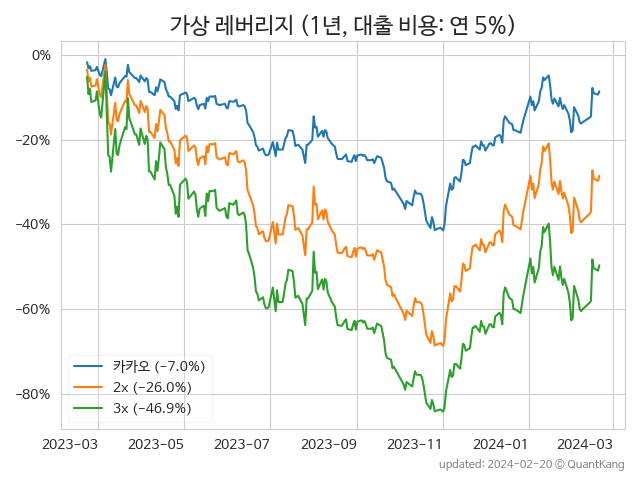 가상 레버리지 (1년, 대출 비용: 연 5%)
0%
−20%
−40%
−60%
−80%
카카오 (−7.0%)
2x (−26.0%)
3x (−46.9%)
2023-03 2023-05 2023-07 2023-09 2023-11 2024-01 2024-03
updated: 2024-02-20 © QuantKang